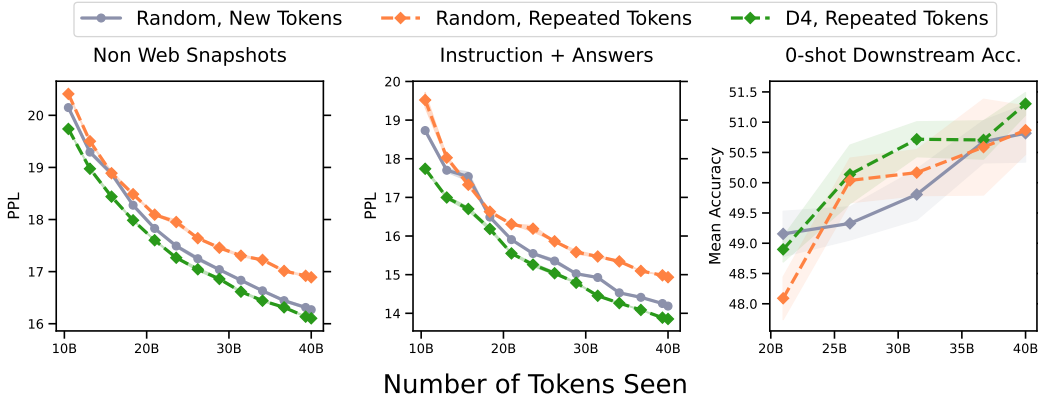 Random, New Tokens Random, Repeated Tokens D4, Repeated Tokens
Non Web Snapshots
PPL
20
19
18
17
16
10B 20B 30B 40B
Instruction + Answers
PPL
20
19
18
17
16
15
14
10B 20B 30B 40B
0-shot Downstream Acc.
Mean Accuracy
51.5
51.0
50.5
50.0
49.5
49.0
48.5
48.0
20B 25B 30B 35B 40B
Number of Tokens Seen